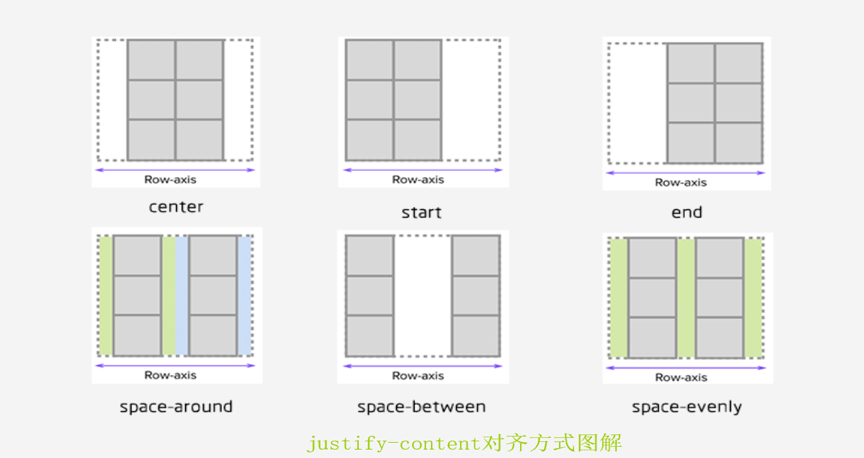 Row-axis
Row-axis
Row-axis
center
start
end
Row-axis
Row-axis
Row-axis
space-around
space-between
space-evenly
justify-content对齐方式图解